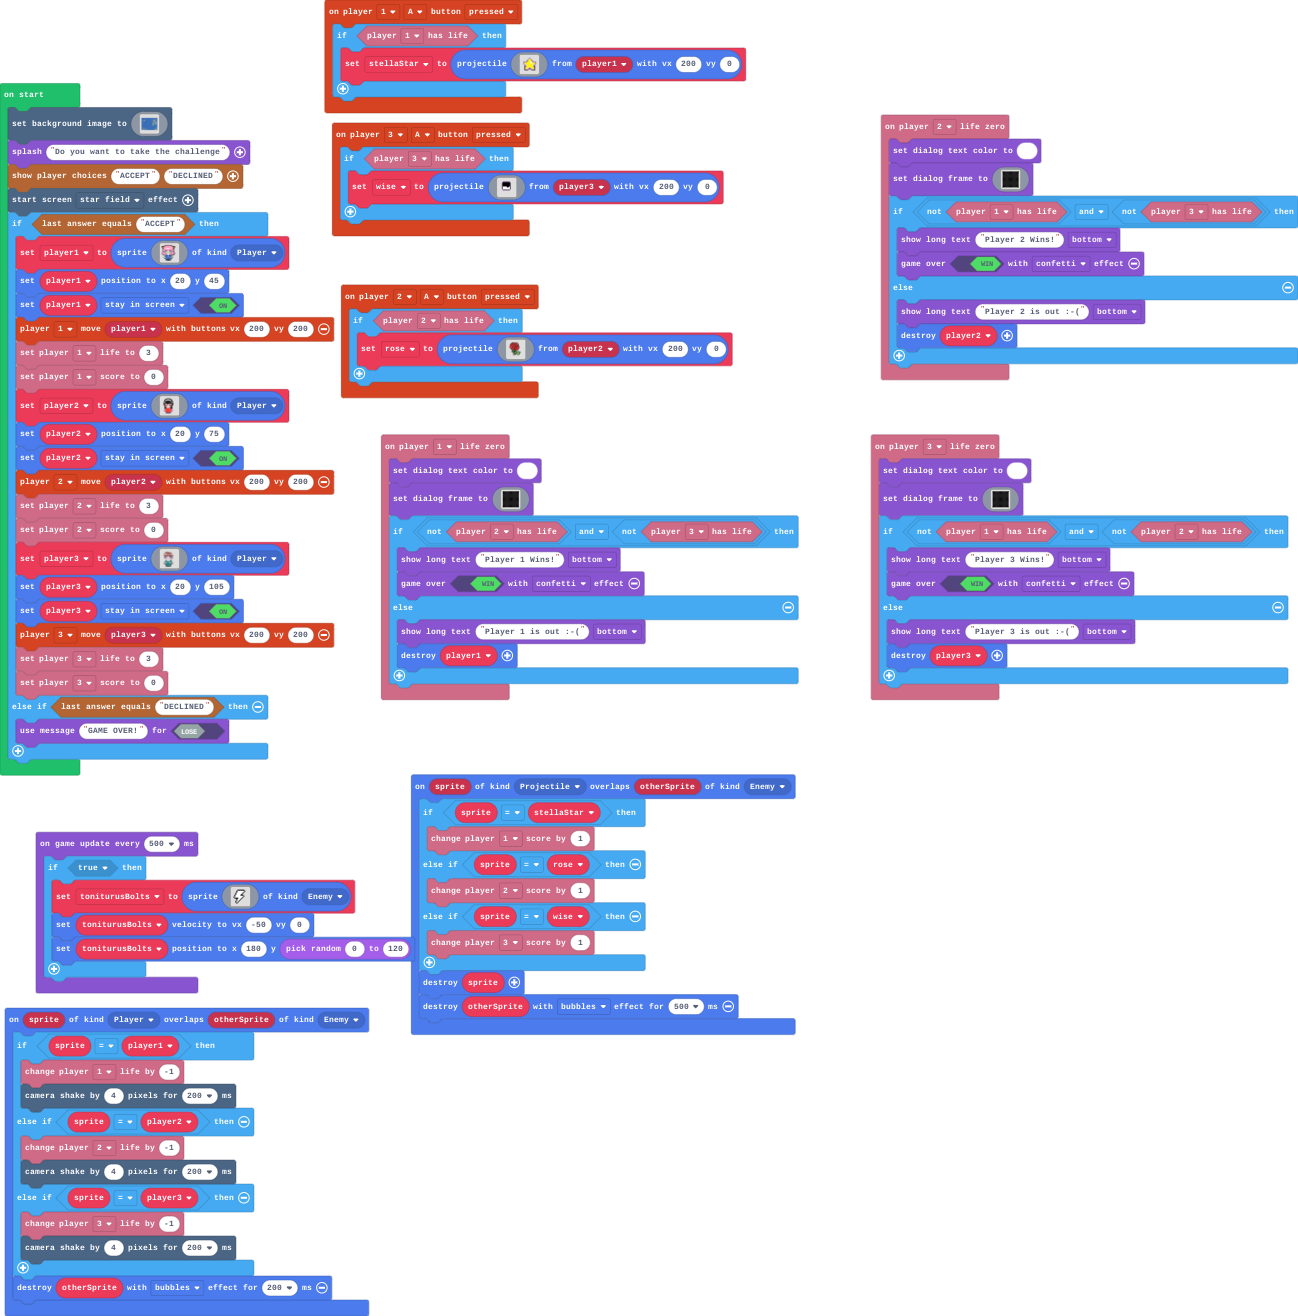 on start
set background image to
splash "Do you want to take the challenge"
show player choices "ACCEPT" "DECLINED"
start screen star field effect
if last answer equals "ACCEPT" then
set player1 to sprite of kind Player
set player1 position to x 20 y 45
set player1 stay in screen ON
player 1 move player1 with buttons vx 200 vy 200
set player 1 life to 3
set player 1 score to 0
set player2 to sprite of kind Player
set player2 position to x 20 y 75
set player2 stay in screen ON
player 2 move player2 with buttons vx 200 vy 200
set player 2 life to 3
set player 2 score to 0
set player3 to sprite of kind Player
set player3 position to x 20 y 105
set player3 stay in screen ON
player 3 move player3 with buttons vx 200 vy 200
set player 3 life to 3
set player 3 score to 0
else if last answer equals "DECLINED" then
use message "GAME OVER!" for LOSE
on player 1 A button pressed
if player 1 has life then
set stellaStar to projectile from player1 with vx 200 vy 0
on player 3 A button pressed
if player 3 has life then
set wise to projectile from player3 with vx 200 vy 0
on player 2 A button pressed
if player 2 has life then
set rose to projectile from player2 with vx 200 vy 0
on player 2 life zero
set dialog text color to
set dialog frame to
if not player 1 has life and not player 3 has life then
show long text "Player 2 Wins!" bottom
game over WIN with confetti effect
else
show long text "Player 2 is out :-(" bottom
destroy player2
on player 1 life zero
set dialog text color to
set dialog frame to
if not player 2 has life and not player 3 has life then
show long text "Player 1 Wins!" bottom
game over WIN with confetti effect
else
show long text "Player 1 is out :-(" bottom
destroy player1
on player 3 life zero
set dialog text color to
set dialog frame to
if not player 1 has life and not player 2 has life then
show long text "Player 3 Wins!" bottom
game over WIN with confetti effect
else
show long text "Player 3 is out :-(" bottom
destroy player3
on game update every 500 ms
if true then
set toniturusBolts to sprite of kind Enemy
set toniturusBolts velocity to vx -50 vy 0
set toniturusBolts position to x 180 y pick random 0 to 120
on sprite of kind Projectile overlaps otherSprite of kind Enemy
if sprite = stellaStar then
change player 1 score by 1
else if sprite = rose then
change player 2 score by 1
else if sprite = wise then
change player 3 score by 1
destroy sprite
destroy otherSprite with bubbles effect for 500 ms
on sprite of kind Player overlaps otherSprite of kind Enemy
if sprite = player1 then
change player 1 life by -1
camera shake by 4 pixels for 200 ms
else if sprite = player2 then
change player 2 life by -1
camera shake by 4 pixels for 200 ms
else if sprite = player3 then
change player 3 life by -1
camera shake by 4 pixels for 200 ms
destroy otherSprite with bubbles effect for 200 ms